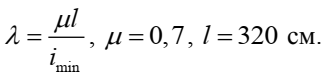 λ = μl / i_min, μ = 0,7, l = 320 см.